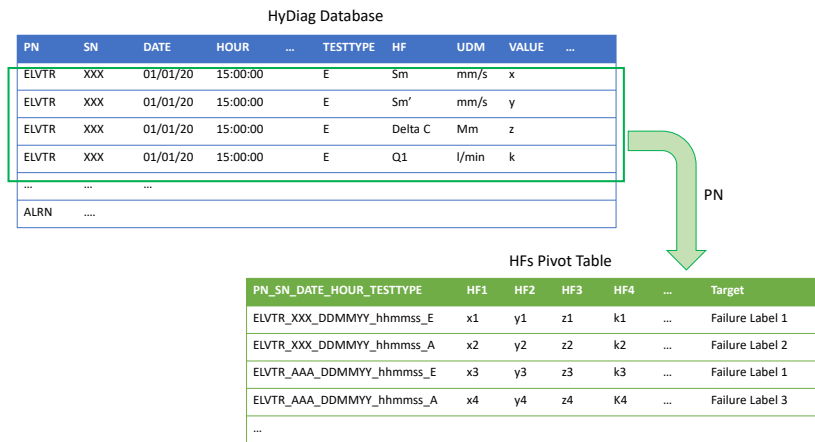 HyDiag Database
PN SN DATE HOUR ... TESTTYPE HF UDM VALUE ...
ELVTR XXX 01/01/20 15:00:00 E Sm mm/s x
ELVTR XXX 01/01/20 15:00:00 E Sm’ mm/s y
ELVTR XXX 01/01/20 15:00:00 E Delta C Mm z
ELVTR XXX 01/01/20 15:00:00 E Q1 l/min k
... ... ...
ALRN ....
PN
HFs Pivot Table
PN_SN_DATE_HOUR_TESTTYPE HF1 HF2 HF3 HF4 ... Target
ELVTR_XXX_DDMMYY_hhmmss_E x1 y1 z1 k1 ... Failure Label 1
ELVTR_XXX_DDMMYY_hhmmss_A x2 y2 z2 k2 ... Failure Label 2
ELVTR_AAA_DDMMYY_hhmmss_E x3 y3 z3 k3 ... Failure Label 1
ELVTR_AAA_DDMMYY_hhmmss_A x4 y4 z4 K4 ... Failure Label 3
...